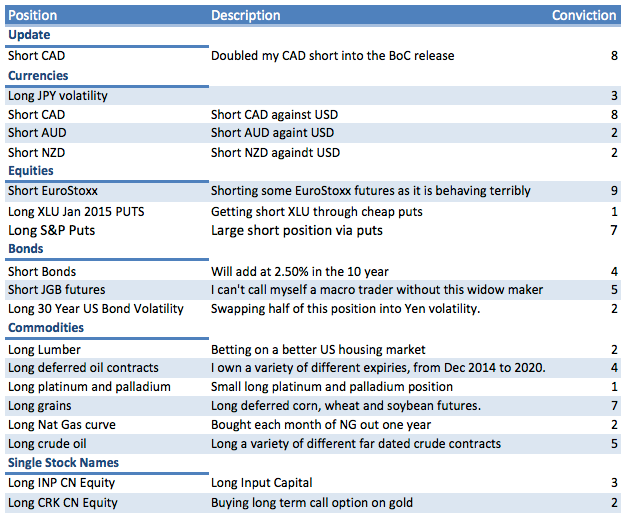 Position Description Conviction
Update
Short CAD Doubled my CAD short into the BoC release 8
Currencies
Long JPY volatility 3
Short CAD Short CAD against USD 8
Short AUD Short AUD againt USD 2
Short NZD Short NZD againdt USD 2
Equities
Short EuroStoxx Shorting some EuroStoxx futures as it is behaving terribly 9
Long XLU Jan 2015 PUTS Getting short XLU through cheap puts 1
Long S&P Puts Large short position via puts 7
Bonds
Short Bonds Will add at 2.50% in the 10 year 4
Short JGB futures I can't call myself a macro trader without this widow maker 5
Long 30 Year US Bond Volatility Swapping half of this position into Yen volatility. 2
Commodities
Long Lumber Betting on a better US housing market 2
Long deferred oil contracts I own a variety of different expiries, from Dec 2014 to 2020. 4
Long platinum and palladium Small long platinum and palladium position 1
Long grains Long deferred corn, wheat and soybean futures. 7
Long Nat Gas curve Bought each month of NG out one year 2
Long crude oil Long a variety of different far dated crude contracts 5
Single Stock Names
Long INP CN Equity Long Input Capital 3
Long CRK CN Equity Buying long term call option on gold 2